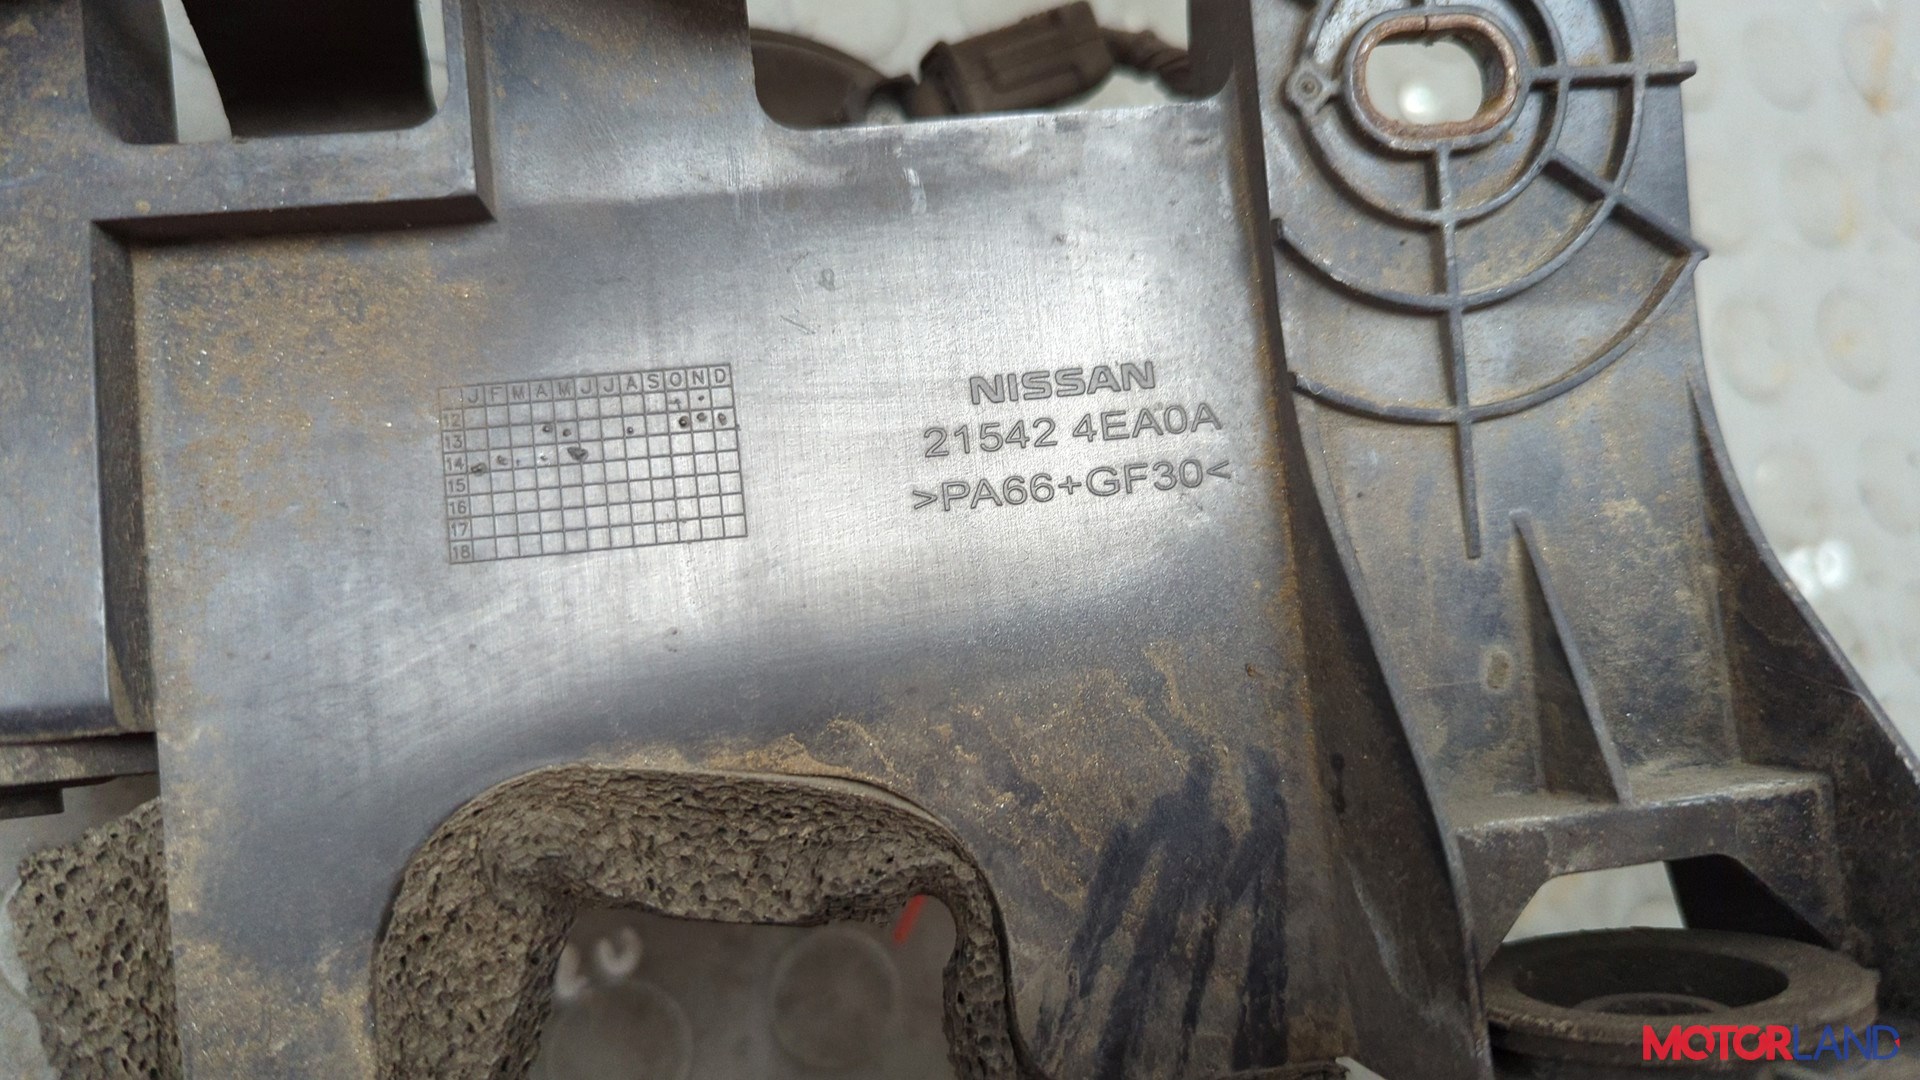 J F M A M J J A S O N D
12
13
14
15
16
17
18
NISSAN
21542 4EA0A
>PA66+GF30<
MOTORLAND